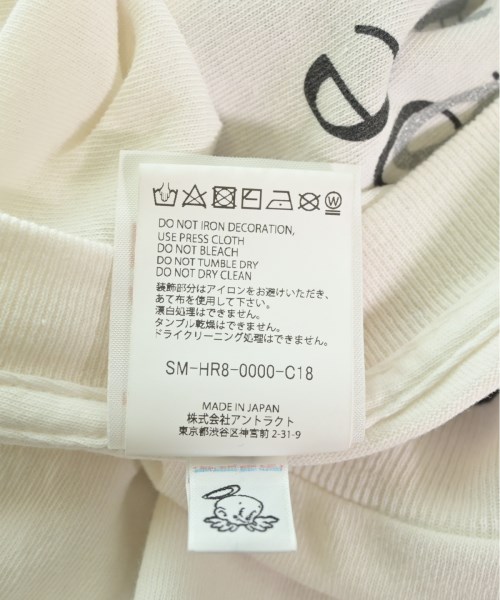 DO NOT IRON DECORATION,
USE PRESS CLOTH
DO NOT BLEACH
DO NOT TUMBLE DRY
DO NOT DRY CLEAN
装飾部分はアイロンをお避けいただき、
あて布を使用して下さい。
漂白処理はできません。
タンブル乾燥はできません。
ドライクリーニング処理はできません。
SM-HR8-0000-C18
MADE IN JAPAN
株式会社アントラクト
東京都渋谷区神宮前 2-31-9